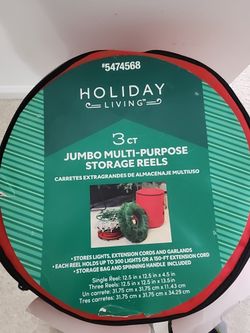 #5474568
HOLIDAY
LIVING™
3 CT
JUMBO MULTI-PURPOSE
STORAGE REELS
CARRETES EXTRAGRANDES DE ALMACENAJE MULTIUSO
• STORES LIGHTS, EXTENSION CORDS AND GARLANDS
• EACH REEL HOLDS UP TO 300 LIGHTS OR A 150-FT EXTENSION CORD
• STORAGE BAG AND SPINNING HANDLE INCLUDED
Single Reel: 12.5 in x 12.5 in x 4.5 in
Three Reels: 12.5 in x 12.5 in x 13.5 in
Un carrete: 31,75 cm x 31,75 cm x 11,43 cm
Tres carretes: 31,75 cm x 31,75 cm x 34,29 cm